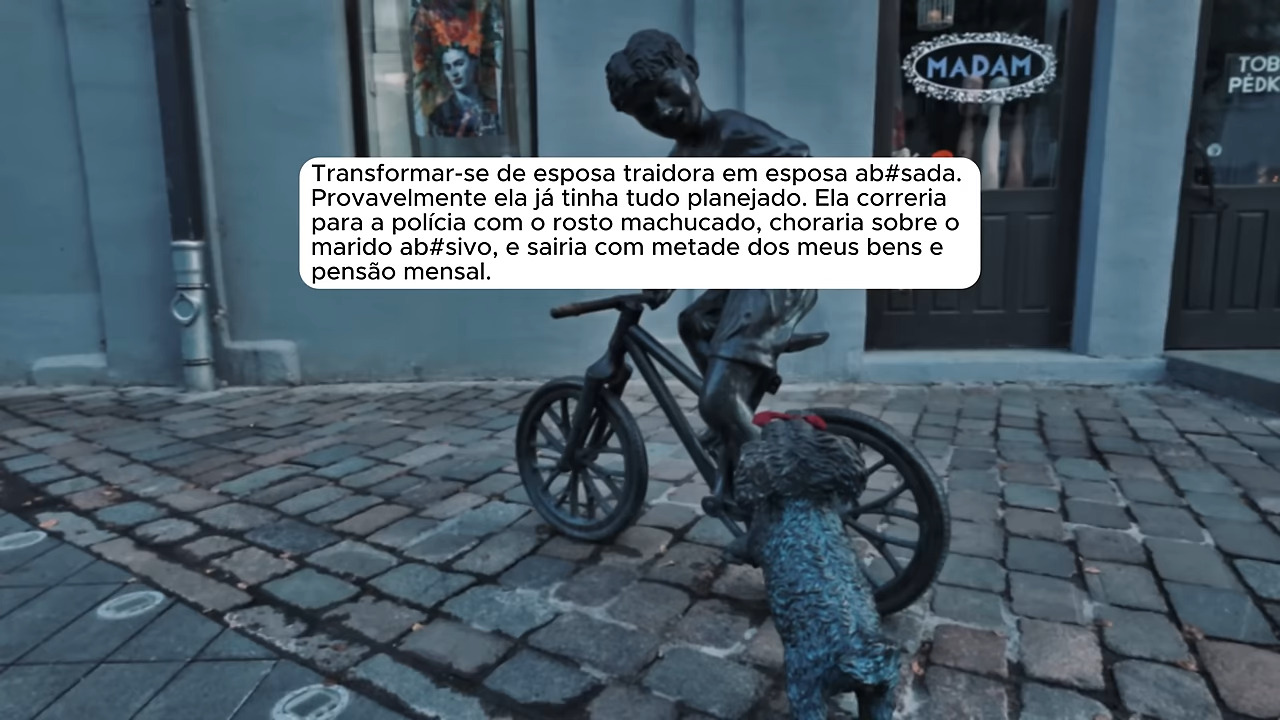 MADAM
TOB
PĒDK
Transformar-se de esposa traidora em esposa ab#sada.
Provavelmente ela já tinha tudo planejado. Ela correria
para a polícia com o rosto machucado, choraria sobre o
marido ab#sivo, e sairia com metade dos meus bens e
pensão mensal.